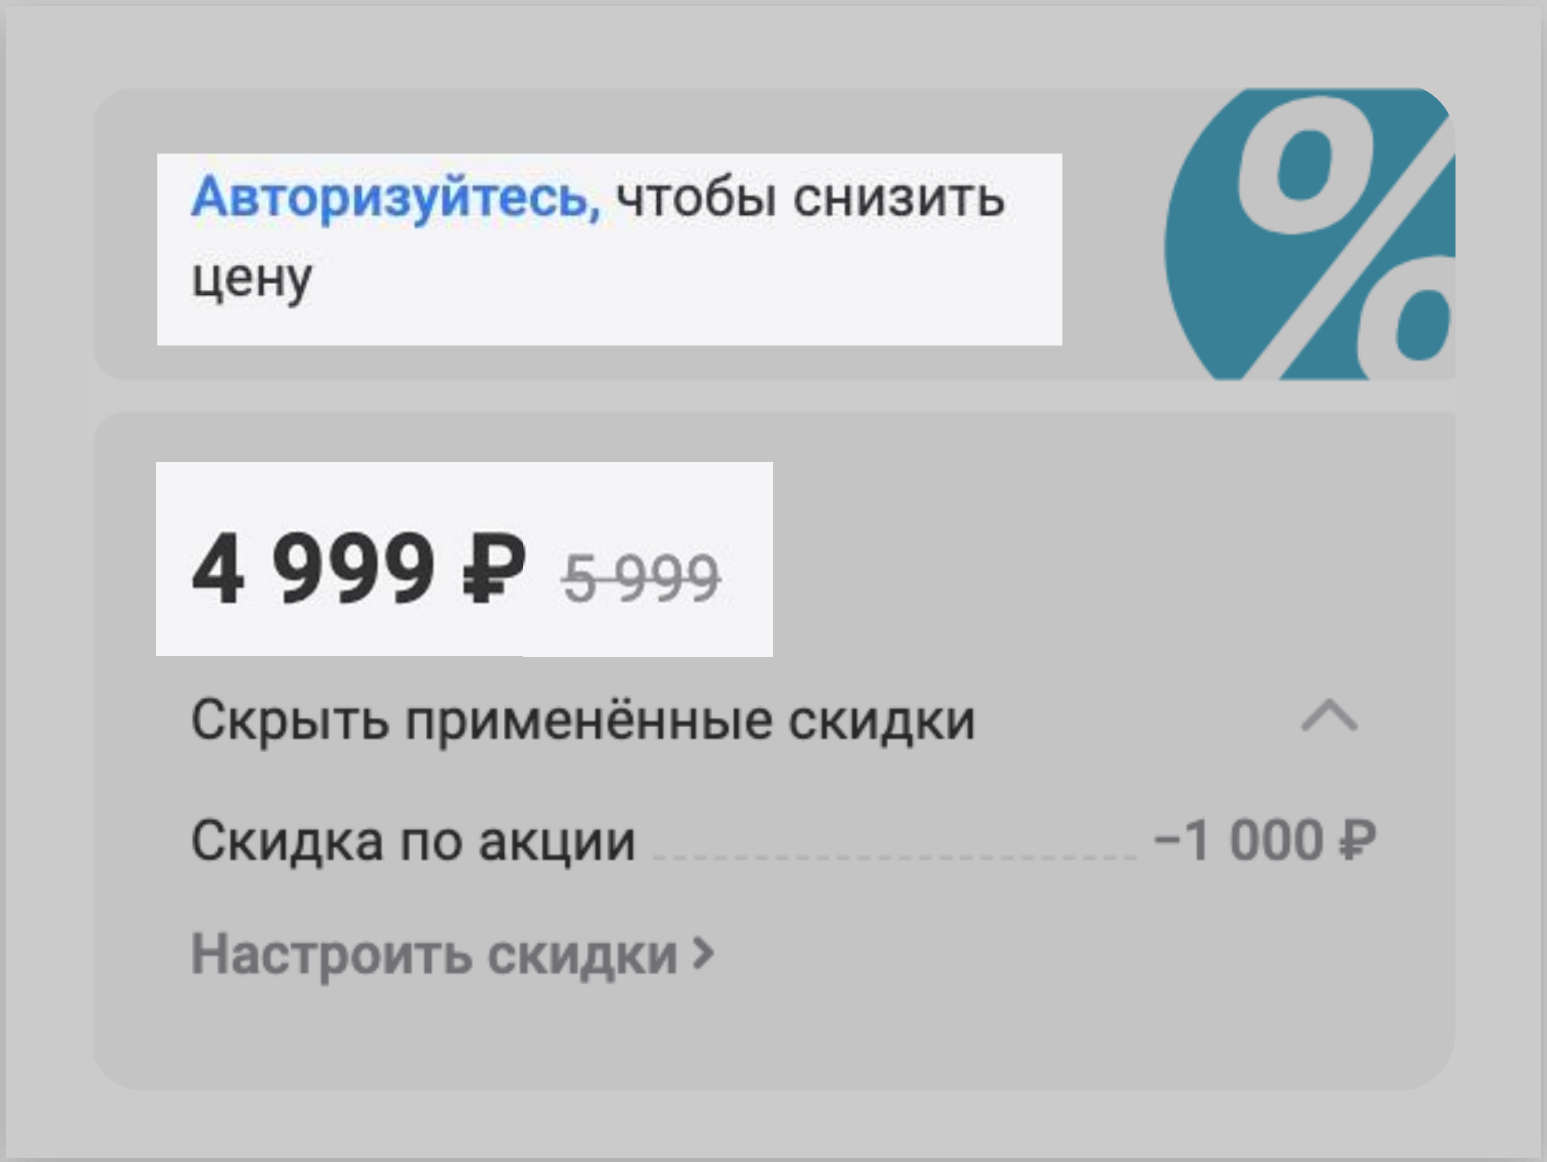 Авторизуйтесь, чтобы снизить
цену
%
4 999 ₽ 5 999
Скрыть применённые скидки
Скидка по акции −1 000 ₽
Настроить скидки >